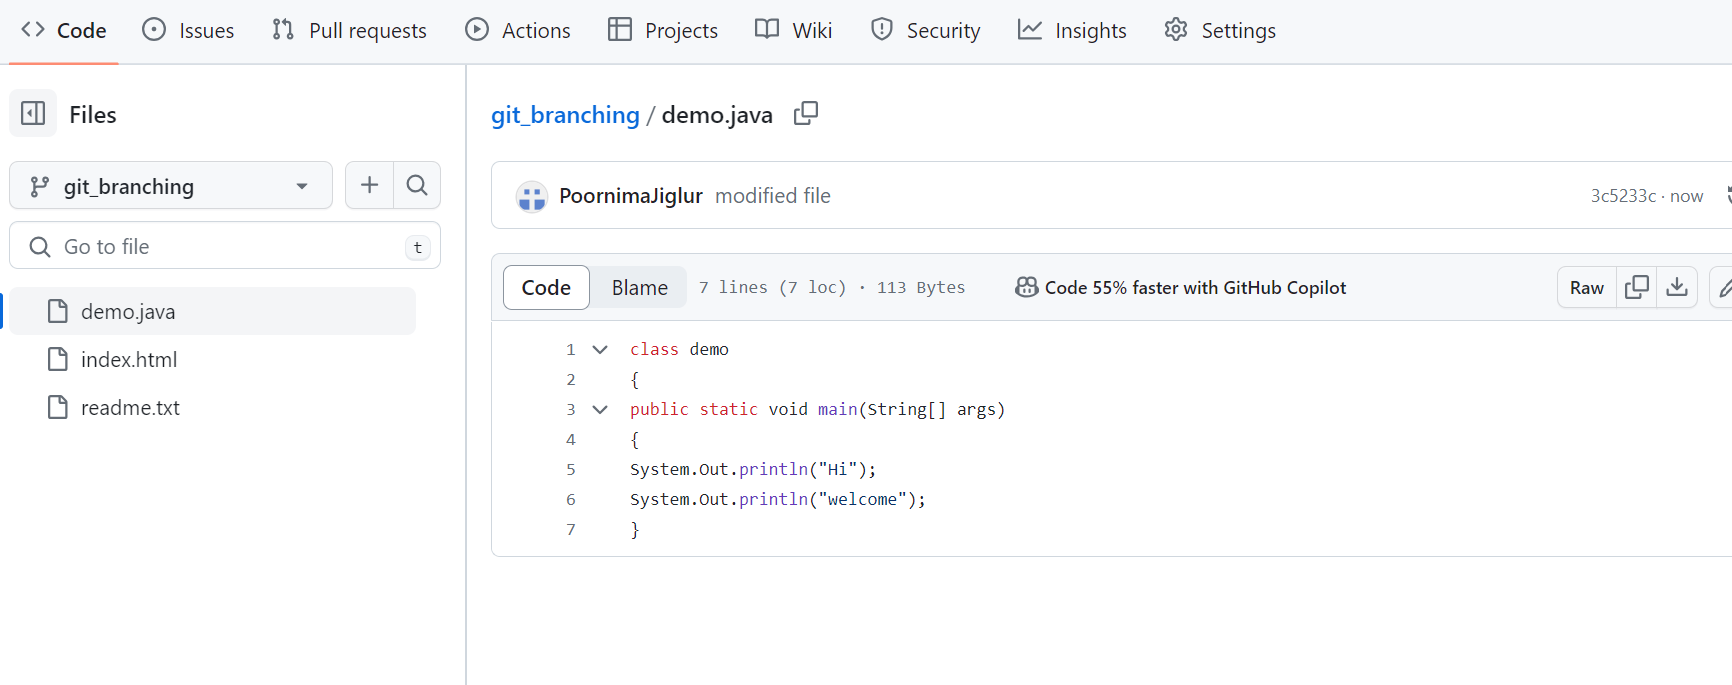 Code Issues Pull requests Actions Projects Wiki Security Insights Settings
Files
git_branching
Go to file t
demo.java
index.html
readme.txt
git_branching / demo.java
PoornimaJiglur modified file 3c5233c · now
Code Blame 7 lines (7 loc) · 113 Bytes Code 55% faster with GitHub Copilot Raw
1 class demo
2 {
3 public static void main(String[] args)
4 {
5 System.Out.println("Hi");
6 System.Out.println("welcome");
7 }